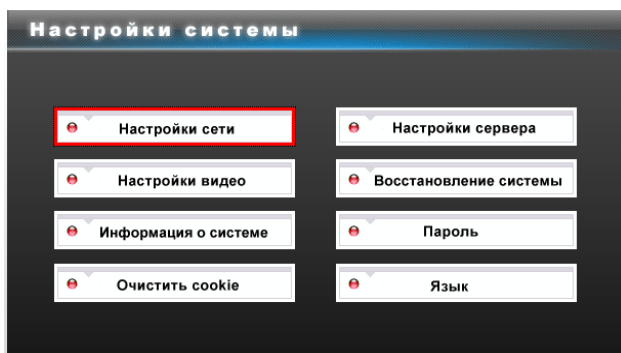 Настройки системы
Настройки сети
Настройки сервера
Настройки видео
Восстановление системы
Информация о системе
Пароль
Очистить cookie
Язык